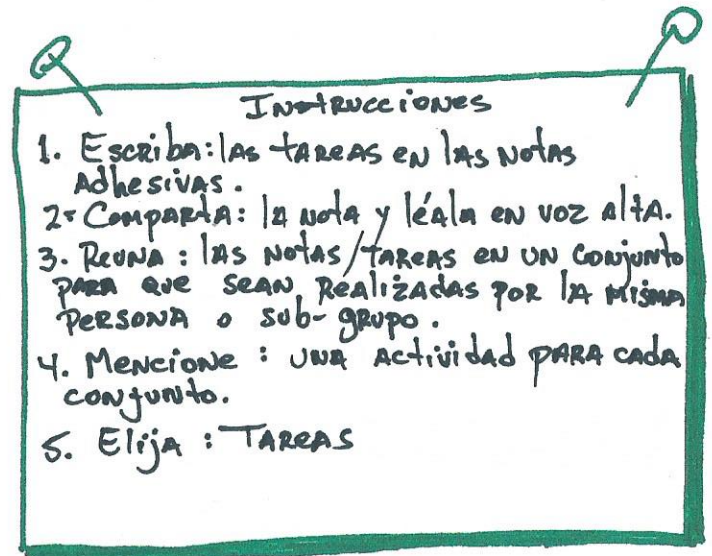 Instrucciones
1. Escriba: las tareas en las notas
Adhesivas.
2- Comparta: la nota y léala en voz alta.
3. Reuna: las notas/tareas en un conjunto
para que sean realizadas por la misma
persona o sub-grupo.
4. Mencione: una actividad para cada
conjunto.
5. Elija: Tareas